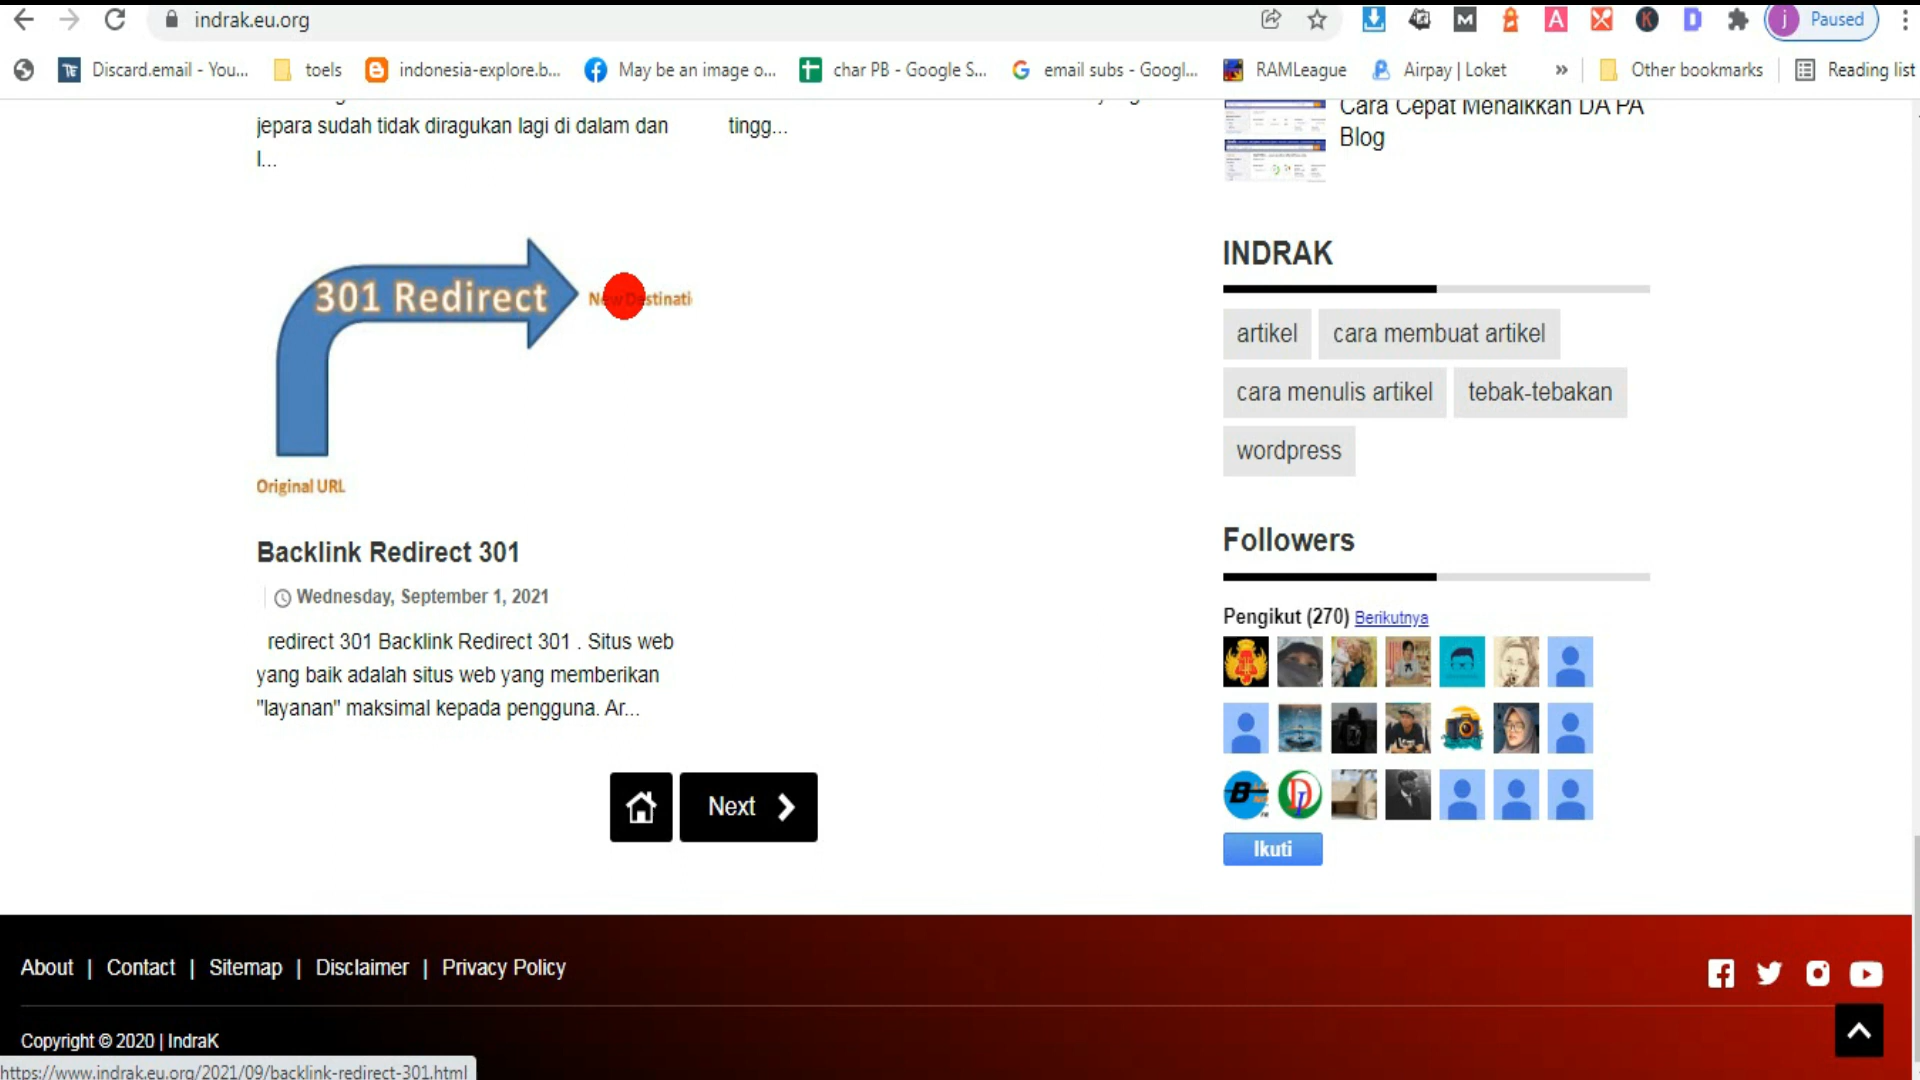 indrak.eu.org
Paused
Discard.email - You...
toels
indonesia-explore.b...
May be an image o...
char PB - Google S...
email subs - Googl...
RAMLeague
Airpay | Loket
»
Other bookmarks
Reading list
jepara sudah tidak diragukan lagi di dalam dan
l...
tingg...
Cara Cepat Menaikkan DA PA
Blog
301 Redirect
Original URL
Backlink Redirect 301
Wednesday, September 1, 2021
redirect 301 Backlink Redirect 301 . Situs web
yang baik adalah situs web yang memberikan
"layanan" maksimal kepada pengguna. Ar...
Next
INDRAK
artikel
cara membuat artikel
cara menulis artikel
tebak-tebakan
wordpress
Followers
Pengikut (270) Berikutnya
Ikuti
About | Contact | Sitemap | Disclaimer | Privacy Policy
Copyright © 2020 | IndraK
https://www.indrak.eu.org/2021/09/backlink-redirect-301.html